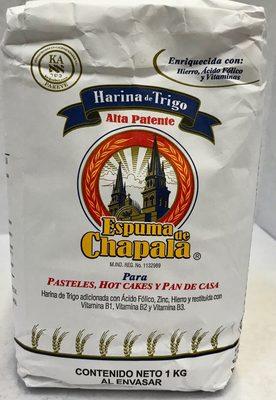 KA
כשר
PAREVE
Enriquecida con:
Hierro, Ácido Fólico
y Vitaminas
Harina de Trigo
Alta Patente
Espuma de
Chapala ®
M.IND. REG. No. 1132989
Para
PASTELES, HOT CAKES Y PAN DE CASA
Harina de Trigo adicionada con Ácido Fólico, Zinc, Hierro y restituida con
Vitamina B1, Vitamina B2 y Vitamina B3.
CONTENIDO NETO 1 KG
AL ENVASAR